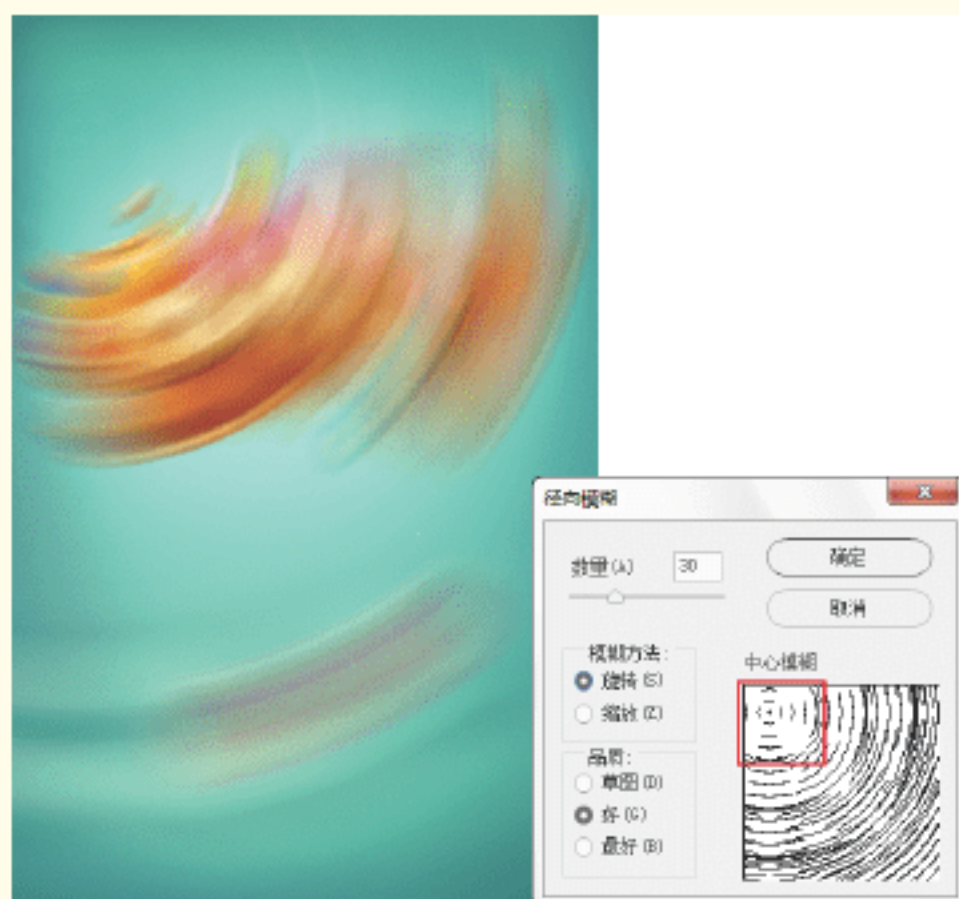 径向模糊
数量(A) 30
确定
取消
模糊方法:
旋转(S)
缩放(Z)
品质:
草图(D)
好(G)
最好(B)
中心模糊